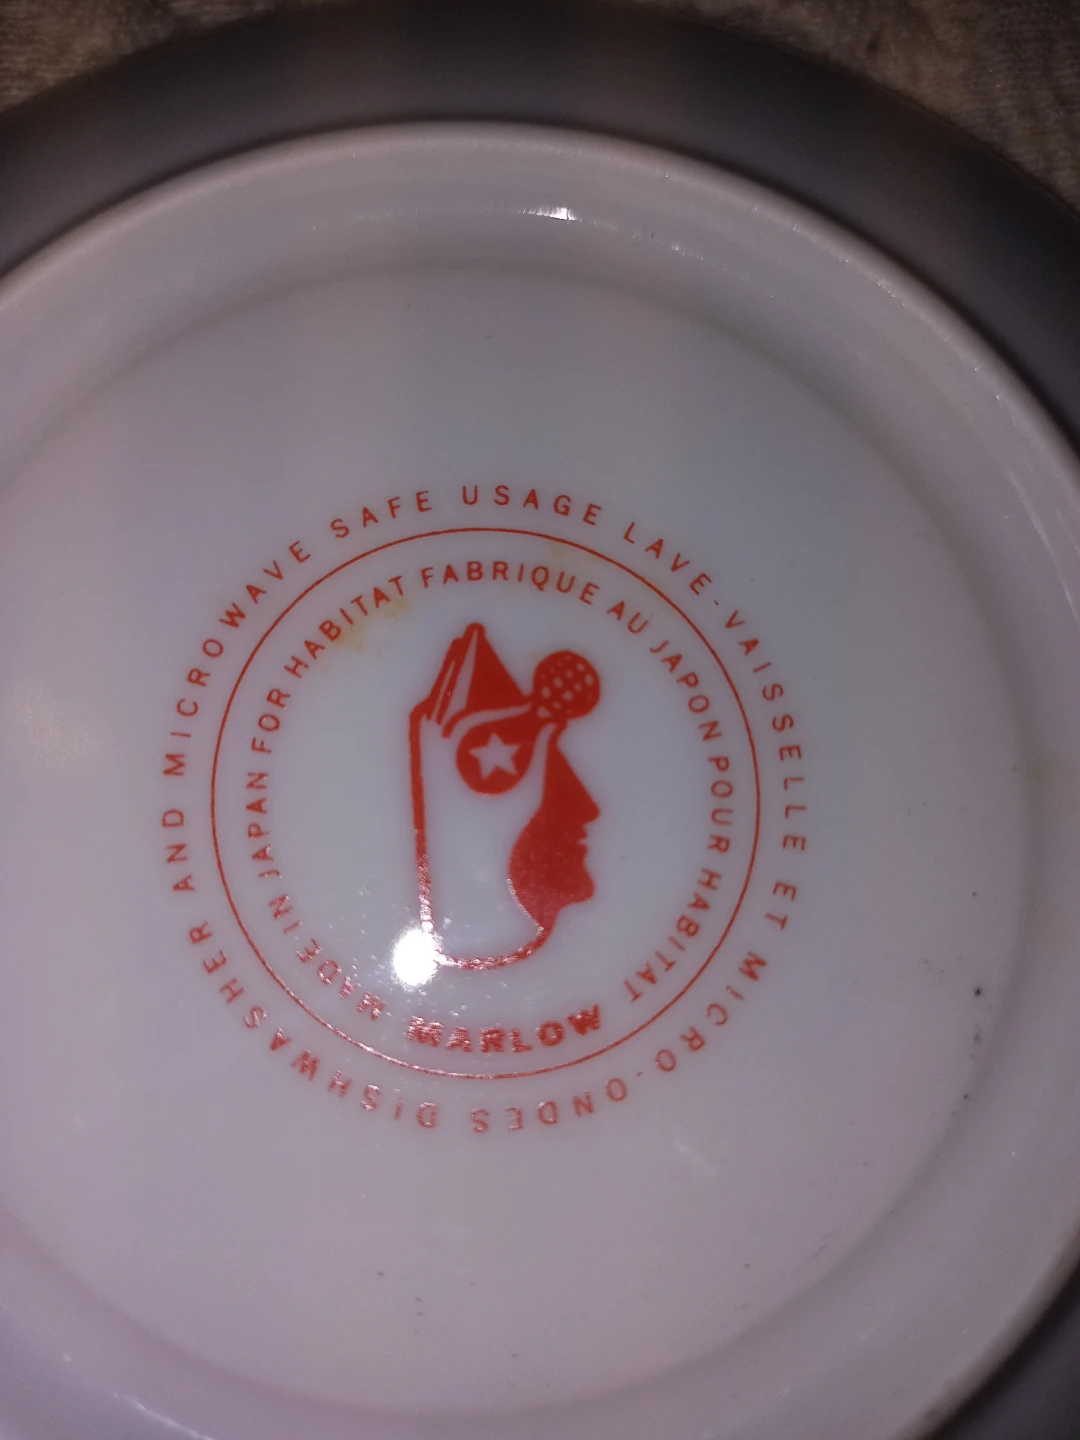 DISHWASHER AND MICROWAVE SAFE USAGE LAVE-VAISSELLE ET MICRO-ONDES
MADE IN JAPAN FOR HABITAT FABRIQUE AU JAPON POUR HABITAT
MARLOW